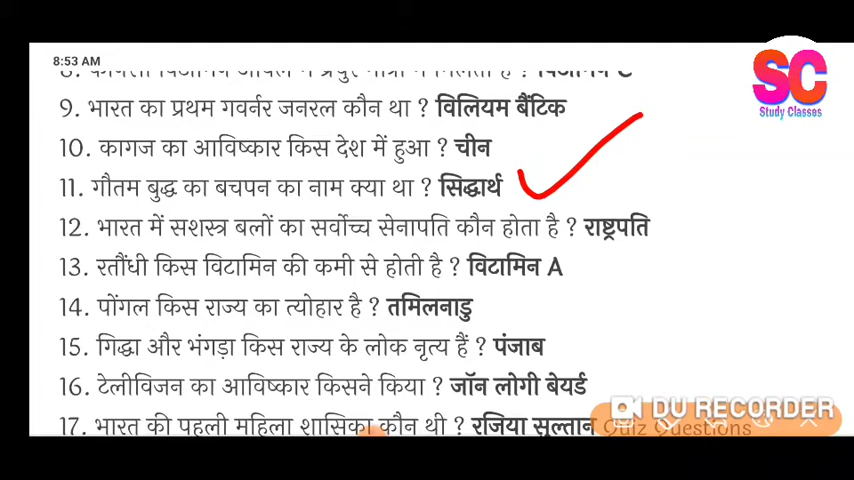 8:53 AM
SC
Study Classes
विटामिन C
9. भारत का प्रथम गवर्नर जनरल कौन था ? विलियम बैंटिक
10. कागज का आविष्कार किस देश में हुआ ? चीन
11. गौतम बुद्ध का बचपन का नाम क्या था ? सिद्धार्थ
12. भारत में सशस्त्र बलों का सर्वोच्च सेनापति कौन होता है ? राष्ट्रपति
13. रतौंधी किस विटामिन की कमी से होती है ? विटामिन A
14. पोंगल किस राज्य का त्योहार है ? तमिलनाडु
15. गिद्धा और भंगड़ा किस राज्य के लोक नृत्य हैं ? पंजाब
16. टेलीविजन का आविष्कार किसने किया ? जॉन लोगी बेयर्ड
17. भारत की पहली महिला शासिका कौन थी ? रजिया सुल्तान Quiz Questions
DU RECORDER